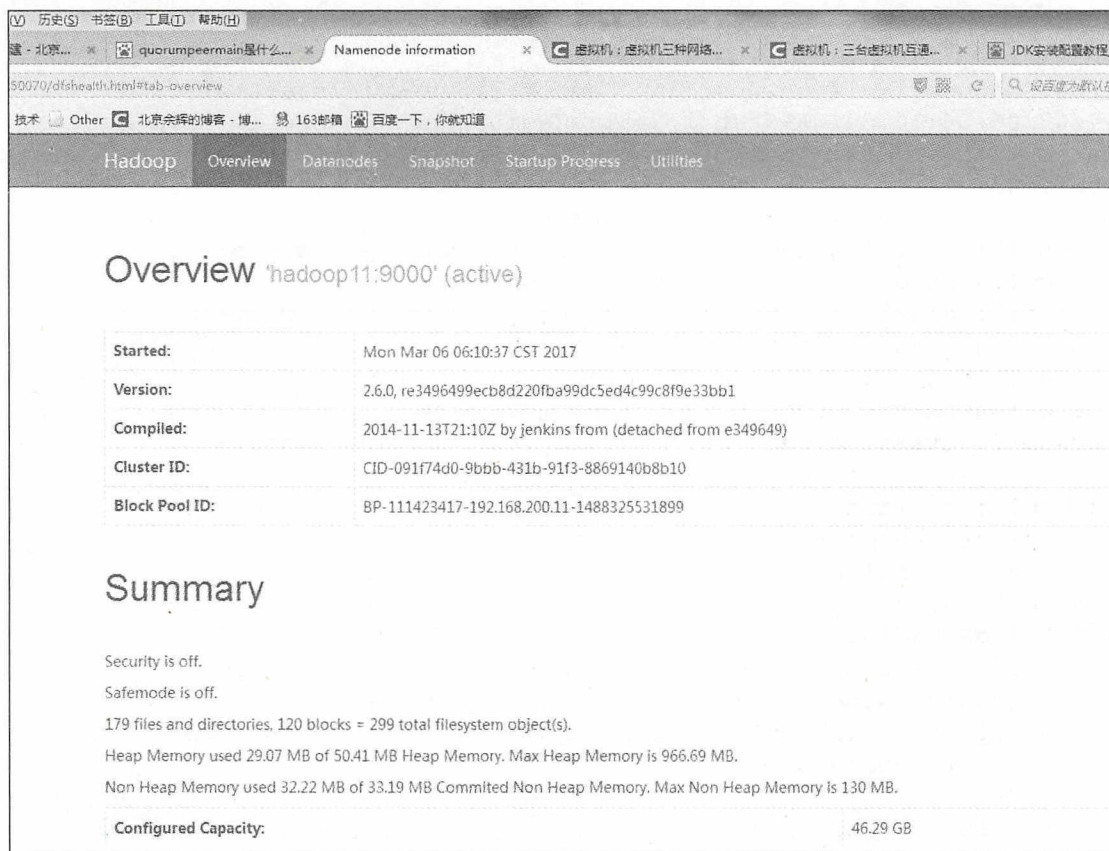 (V) 历史(S) 书签(B) 工具(T) 帮助(H)
建 - 北京... × quorumpeermain是什么... × Namenode information × 虚拟机：虚拟机三种网络... × 虚拟机：三台虚拟机互通... × JDK安装配置教程
50070/dfshealth.html#tab-overview
技术 Other 北京余辉的博客 - 博... 163邮箱 百度一下，你就知道
Hadoop Overview Datanodes Snapshot Startup Progress Utilities
Overview 'hadoop11:9000' (active)
Started: Mon Mar 06 06:10:37 CST 2017
Version: 2.6.0, re3496499ecb8d220fba99dc5ed4c99c8f9e33bb1
Compiled: 2014-11-13T21:10Z by jenkins from (detached from e349649)
Cluster ID: CID-091f74d0-9bbb-431b-91f3-8869140b8b10
Block Pool ID: BP-111423417-192.168.200.11-1488325531899
Summary
Security is off.
Safemode is off.
179 files and directories, 120 blocks = 299 total filesystem object(s).
Heap Memory used 29.07 MB of 50.41 MB Heap Memory. Max Heap Memory is 966.69 MB.
Non Heap Memory used 32.22 MB of 33.19 MB Commited Non Heap Memory. Max Non Heap Memory is 130 MB.
Configured Capacity: 46.29 GB